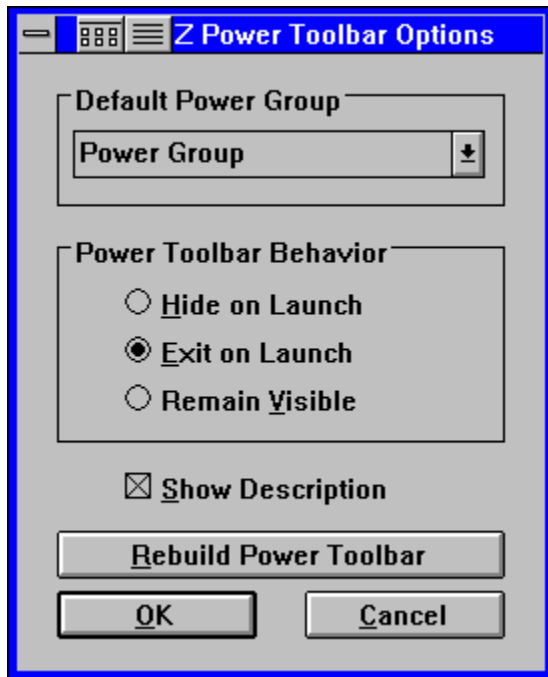 Z Power Toolbar Options
Default Power Group
Power Group
Power Toolbar Behavior
Hide on Launch
Exit on Launch
Remain Visible
Show Description
Rebuild Power Toolbar
OK
Cancel